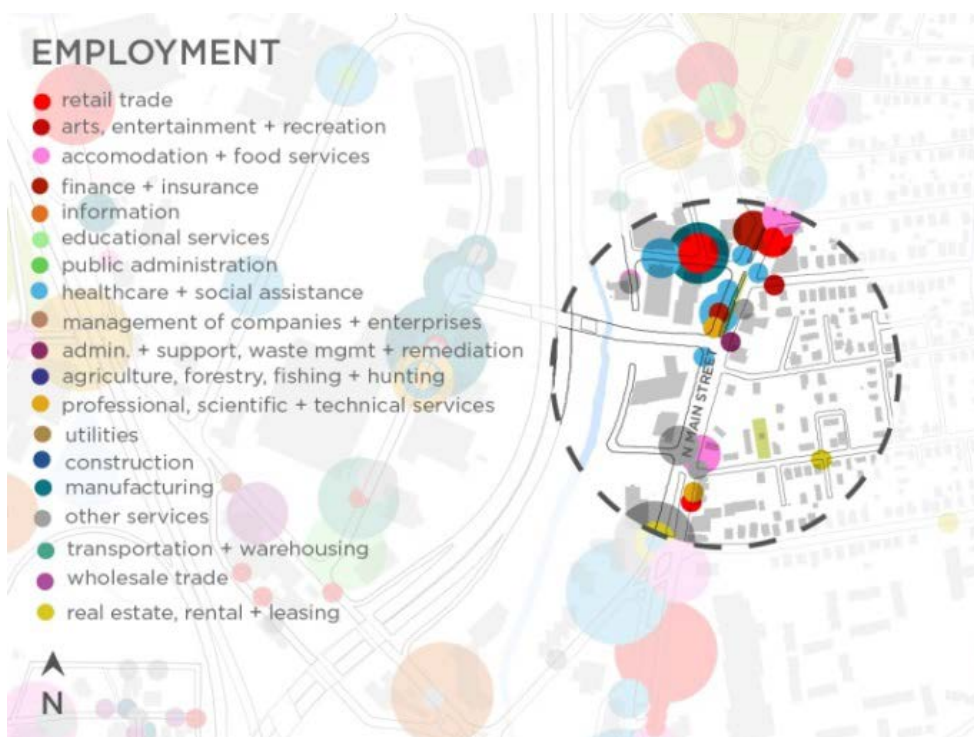 EMPLOYMENT
retail trade
arts, entertainment + recreation
accomodation + food services
finance + insurance
information
educational services
public administration
healthcare + social assistance
management of companies + enterprises
admin. + support, waste mgmt + remediation
agriculture, forestry, fishing + hunting
professional, scientific + technical services
utilities
construction
manufacturing
other services
transportation + warehousing
wholesale trade
real estate, rental + leasing
N
N MAIN STREET